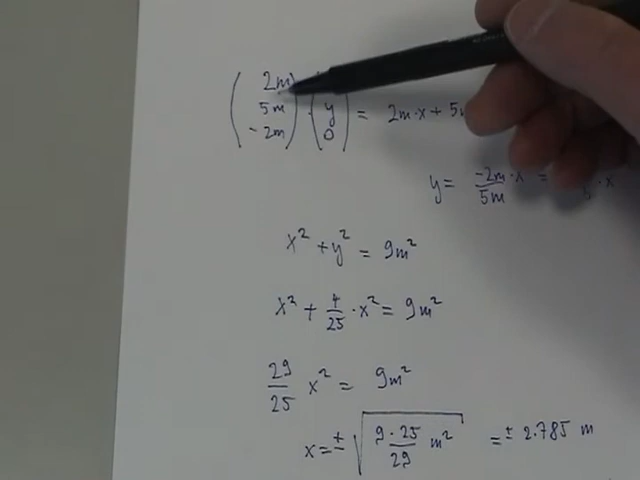 ( 2m
5m
-2m ) · ( y
0 ) = 2m·x + 5
y = -2m/5m · x = · x
x² + y² = 9m²
x² + 4/25 · x² = 9m²
29/25 x² = 9m²
x = ± √(9·25/29 m²) = ± 2.785 m